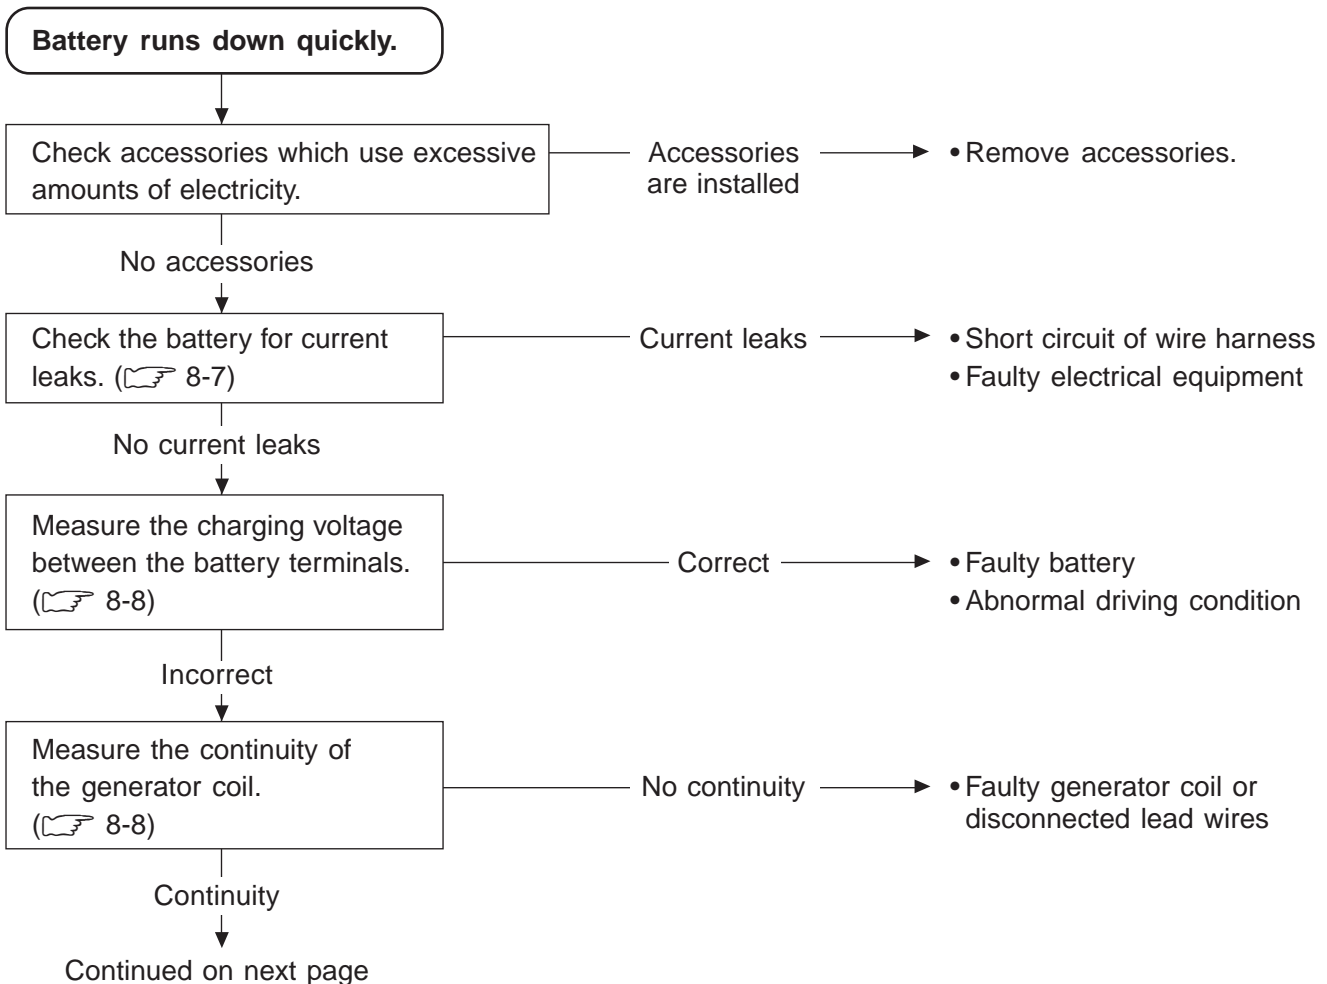 Battery runs down quickly.
Check accessories which use excessive
amounts of electricity.
Accessories
are installed
• Remove accessories.
No accessories
Check the battery for current
leaks. (☞ 8-7)
Current leaks
• Short circuit of wire harness
• Faulty electrical equipment
No current leaks
Measure the charging voltage
between the battery terminals.
(☞ 8-8)
Correct
• Faulty battery
• Abnormal driving condition
Incorrect
Measure the continuity of
the generator coil.
(☞ 8-8)
No continuity
• Faulty generator coil or
disconnected lead wires
Continuity
Continued on next page